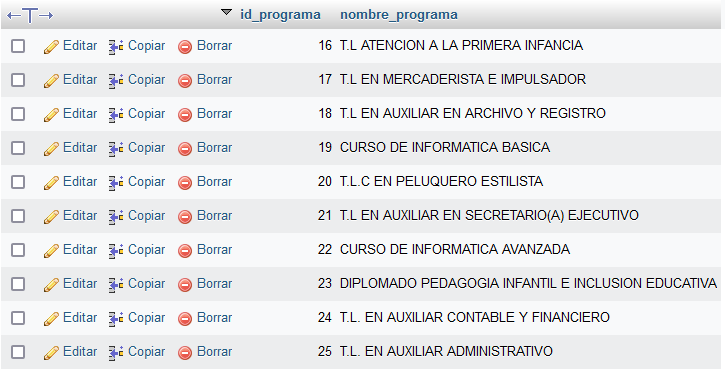 id_programa nombre_programa
Editar Copiar Borrar 16 T.L ATENCION A LA PRIMERA INFANCIA
Editar Copiar Borrar 17 T.L EN MERCADERISTA E IMPULSADOR
Editar Copiar Borrar 18 T.L EN AUXILIAR EN ARCHIVO Y REGISTRO
Editar Copiar Borrar 19 CURSO DE INFORMATICA BASICA
Editar Copiar Borrar 20 T.L.C EN PELUQUERO ESTILISTA
Editar Copiar Borrar 21 T.L EN AUXILIAR EN SECRETARIO(A) EJECUTIVO
Editar Copiar Borrar 22 CURSO DE INFORMATICA AVANZADA
Editar Copiar Borrar 23 DIPLOMADO PEDAGOGIA INFANTIL E INCLUSION EDUCATIVA
Editar Copiar Borrar 24 T.L. EN AUXILIAR CONTABLE Y FINANCIERO
Editar Copiar Borrar 25 T.L. EN AUXILIAR ADMINISTRATIVO